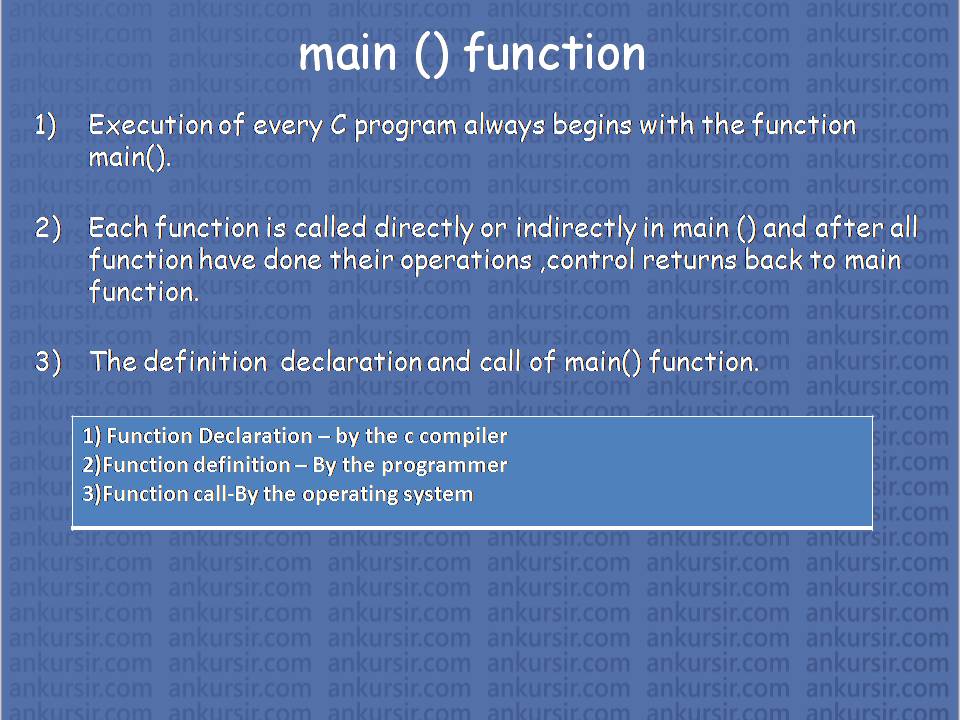 main () function
1) Execution of every C program always begins with the function
main().
2) Each function is called directly or indirectly in main () and after all
function have done their operations ,control returns back to main
function.
3) The definition declaration and call of main() function.
1) Function Declaration – by the c compiler
2)Function definition – By the programmer
3)Function call-By the operating system
ankursir.com